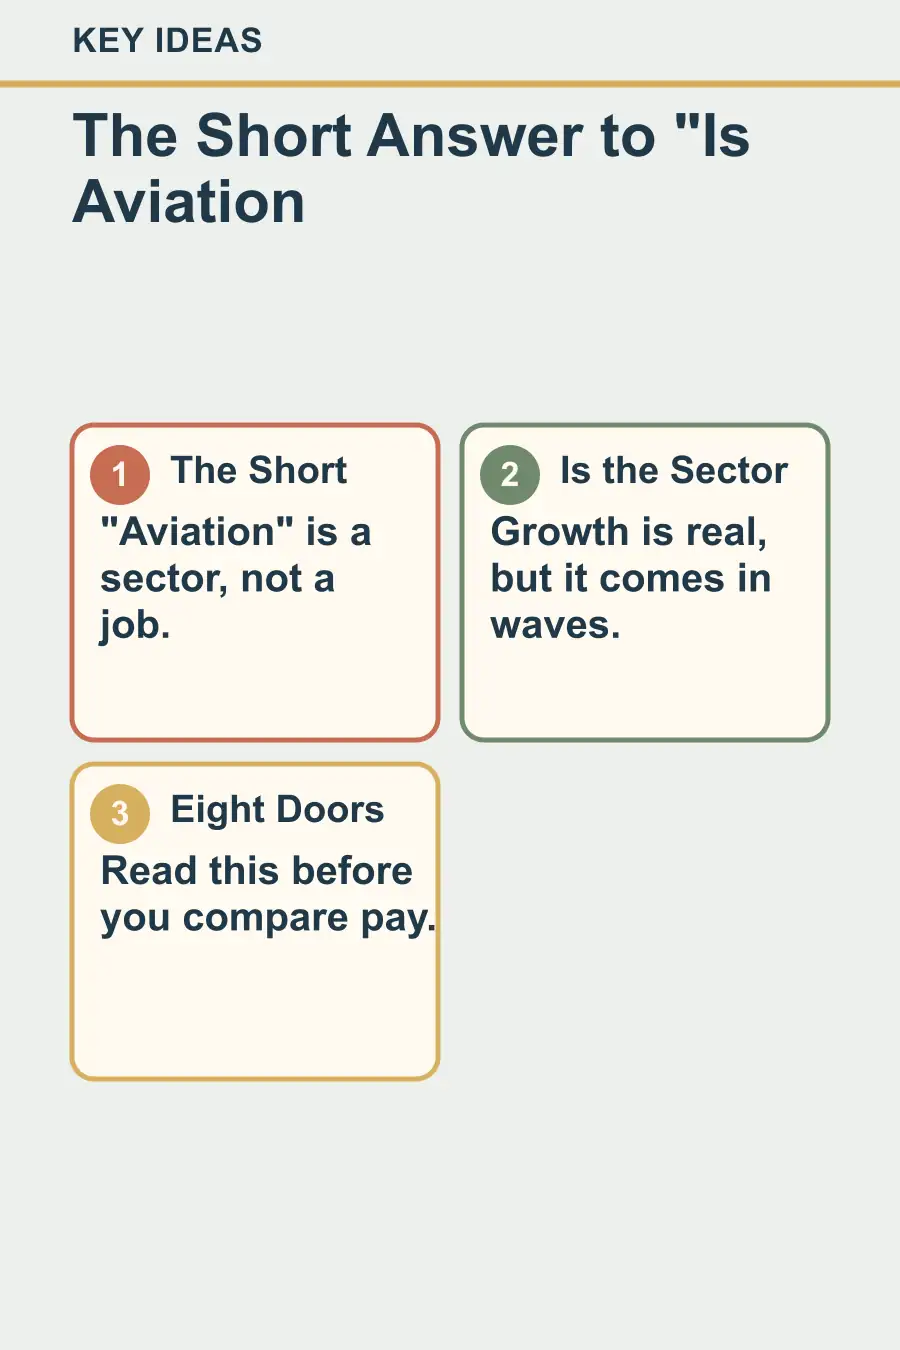 KEY IDEAS
The Short Answer to "Is
Aviation
1 The Short
"Aviation" is a
sector, not a
job.
2 Is the Sector
Growth is real,
but it comes in
waves.
3 Eight Doors
Read this before
you compare pay.